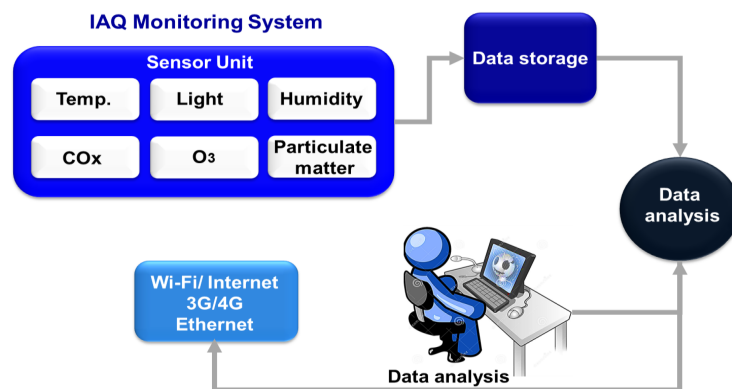 IAQ Monitoring System
Sensor Unit
Temp.
Light
Humidity
COx
O3
Particulate
matter
Data storage
Data
analysis
Wi-Fi/ Internet
3G/4G
Ethernet
Data analysis